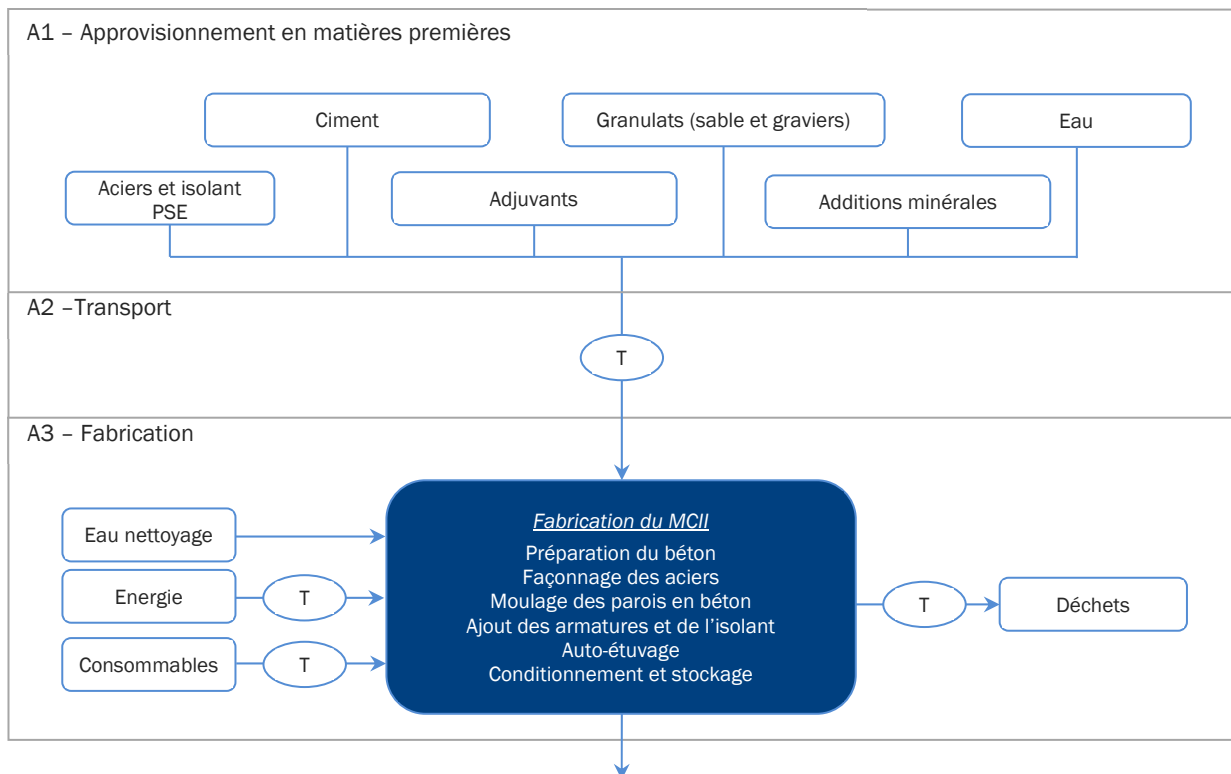 A1 – Approvisionnement en matières premières
Ciment
Granulats (sable et graviers)
Eau
Aciers et isolant
PSE
Adjuvants
Additions minérales
A2 –Transport
T
A3 – Fabrication
Fabrication du MCII
Préparation du béton
Façonnage des aciers
Moulage des parois en béton
Ajout des armatures et de l'isolant
Auto-étuvage
Conditionnement et stockage
Eau nettoyage
Energie
T
Consommables
T
T
Déchets